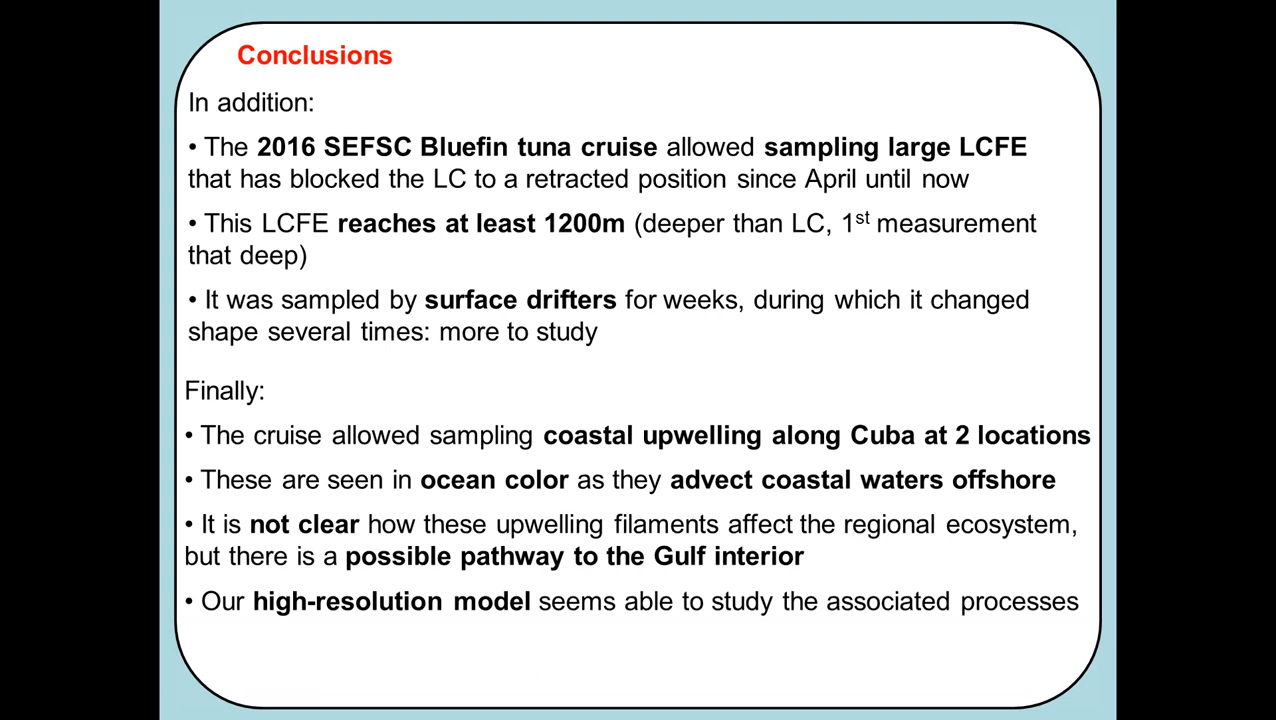 Conclusions
In addition:
• The 2016 SEFSC Bluefin tuna cruise allowed sampling large LCFE
that has blocked the LC to a retracted position since April until now
• This LCFE reaches at least 1200m (deeper than LC, 1st measurement
that deep)
• It was sampled by surface drifters for weeks, during which it changed
shape several times: more to study
Finally:
• The cruise allowed sampling coastal upwelling along Cuba at 2 locations
• These are seen in ocean color as they advect coastal waters offshore
• It is not clear how these upwelling filaments affect the regional ecosystem,
but there is a possible pathway to the Gulf interior
• Our high-resolution model seems able to study the associated processes